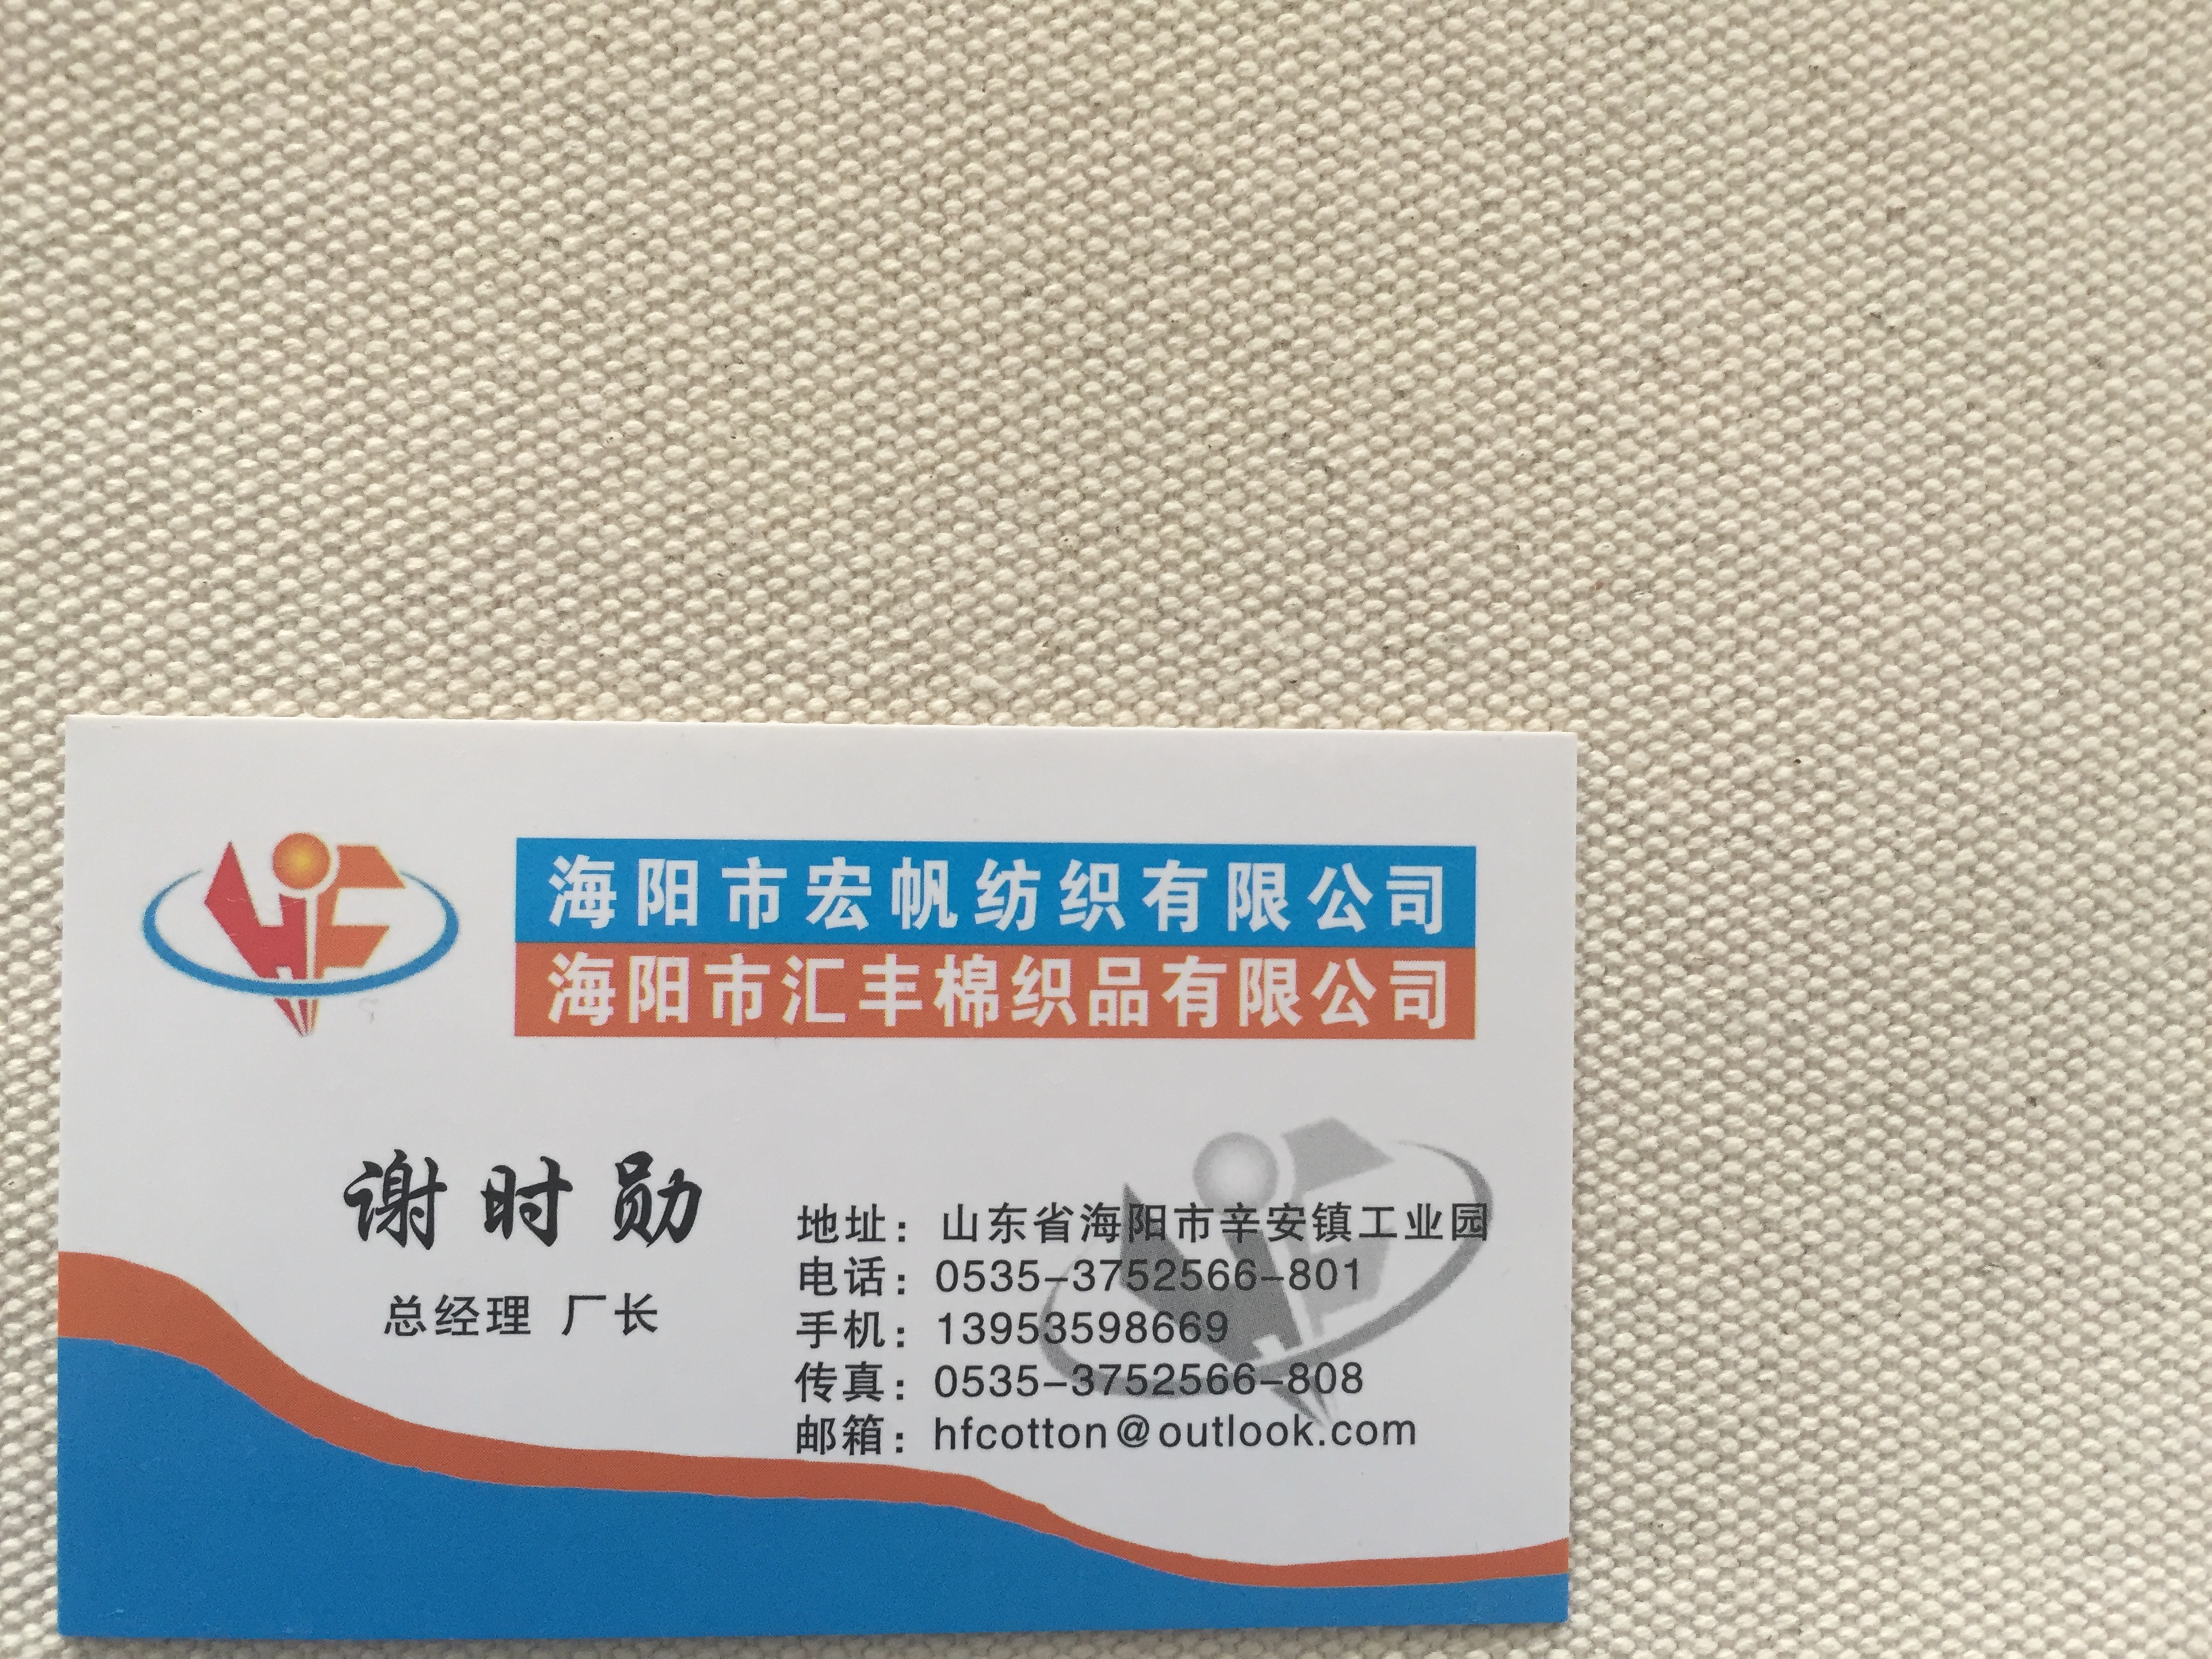 海阳市宏帆纺织有限公司
海阳市汇丰棉织品有限公司
谢时勋
总经理 厂长
地址：山东省海阳市辛安镇工业园
电话：0535-3752566-801
手机：13953598669
传真：0535-3752566-808
邮箱：hfcotton@outlook.com